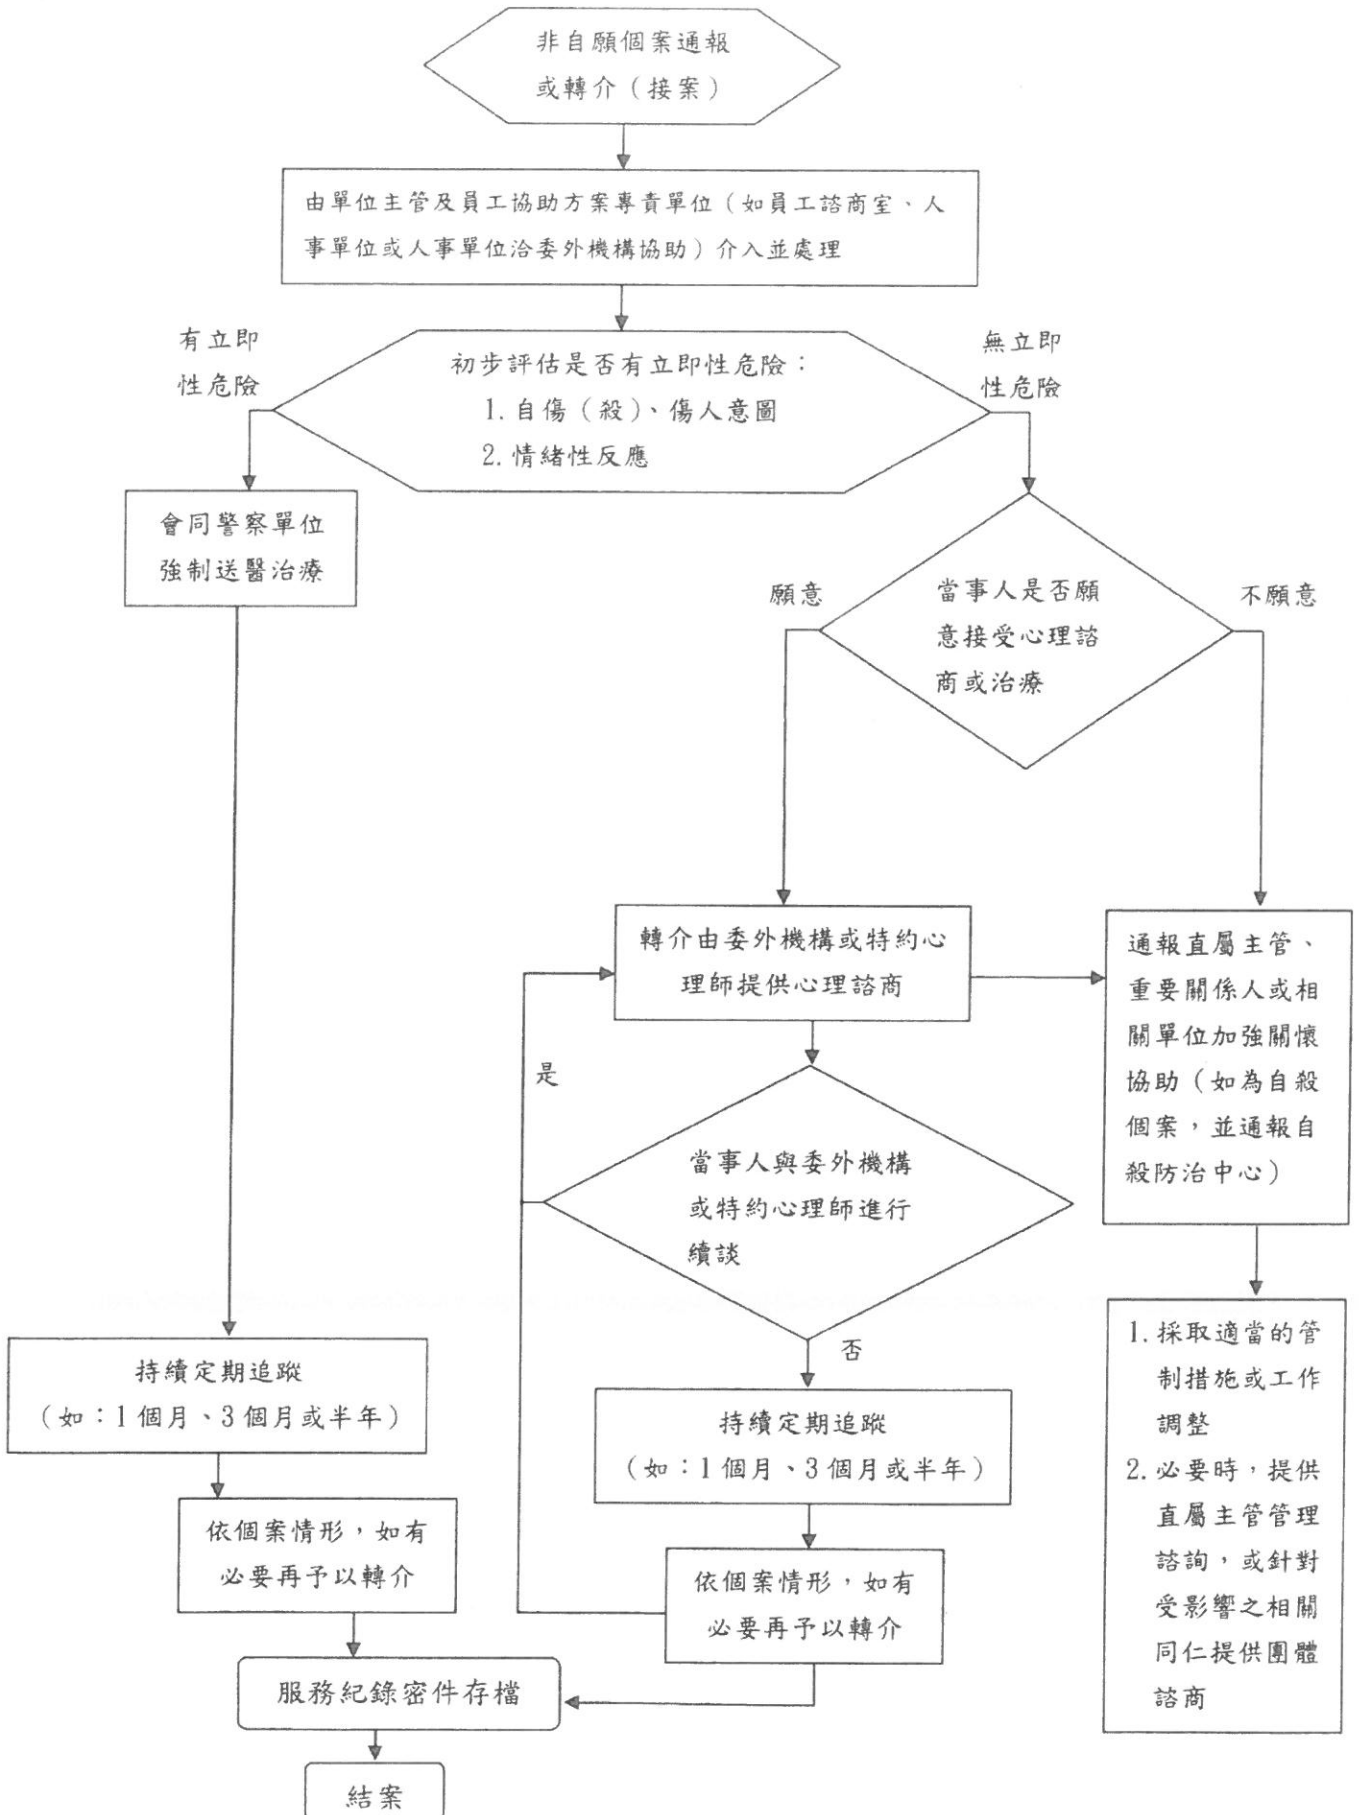 非自願個案通報
或轉介（接案）
由單位主管及員工協助方案專責單位（如員工諮商室、人
事單位或人事單位洽委外機構協助）介入並處理
有立即
性危險
初步評估是否有立即性危險：
1.自傷（殺）、傷人意圖
2.情緒性反應
無立即
性危險
會同警察單位
強制送醫治療
願意
當事人是否願
意接受心理諮
商或治療
不願意
轉介由委外機構或特約心
理師提供心理諮商
通報直屬主管、
重要關係人或相
關單位加強關懷
協助（如為自殺
個案，並通報自
殺防治中心）
是
當事人與委外機構
或特約心理師進行
續談
否
持續定期追蹤
（如：1個月、3個月或半年）
持續定期追蹤
（如：1個月、3個月或半年）
1.採取適當的管
制措施或工作
調整
2.必要時，提供
直屬主管管理
諮詢，或針對
受影響之相關
同仁提供團體
諮商
依個案情形，如有
必要再予以轉介
依個案情形，如有
必要再予以轉介
服務紀錄密件存檔
結案